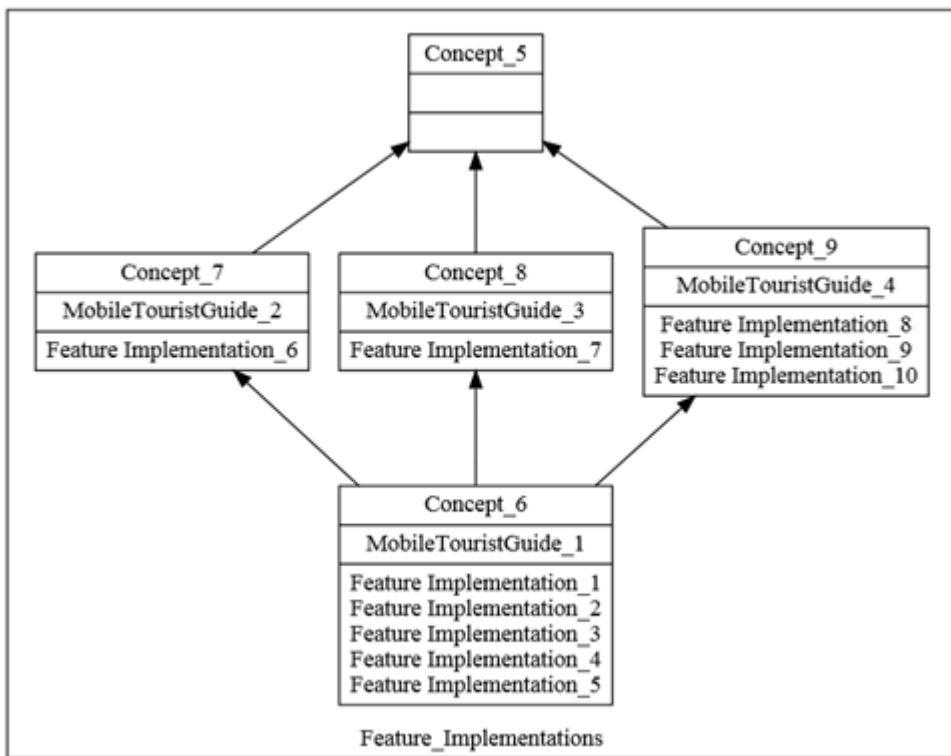 Concept_5
Concept_7
MobileTouristGuide_2
Feature Implementation_6
Concept_8
MobileTouristGuide_3
Feature Implementation_7
Concept_9
MobileTouristGuide_4
Feature Implementation_8
Feature Implementation_9
Feature Implementation_10
Concept_6
MobileTouristGuide_1
Feature Implementation_1
Feature Implementation_2
Feature Implementation_3
Feature Implementation_4
Feature Implementation_5
Feature_Implementations